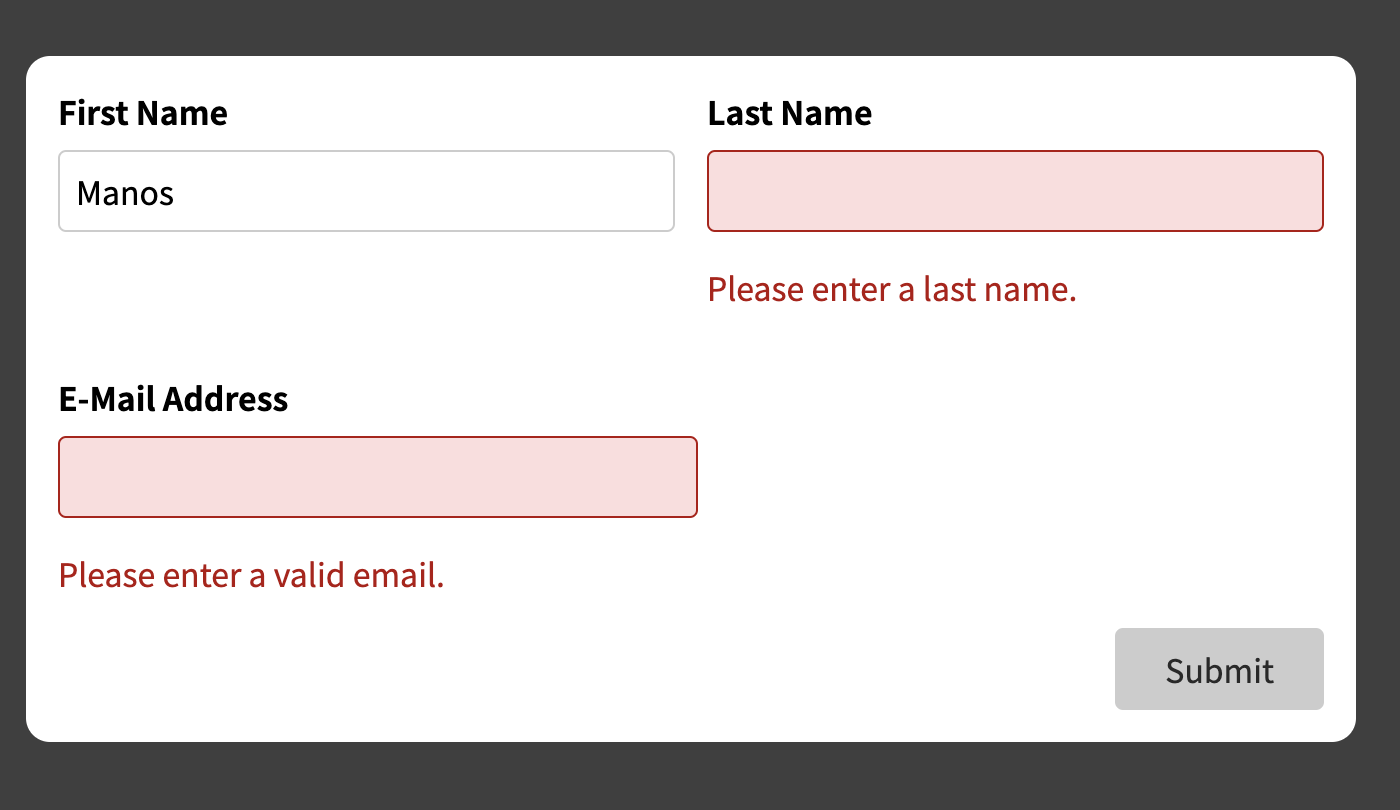 First Name
Last Name
Manos
Please enter a last name.
E-Mail Address
Please enter a valid email.
Submit